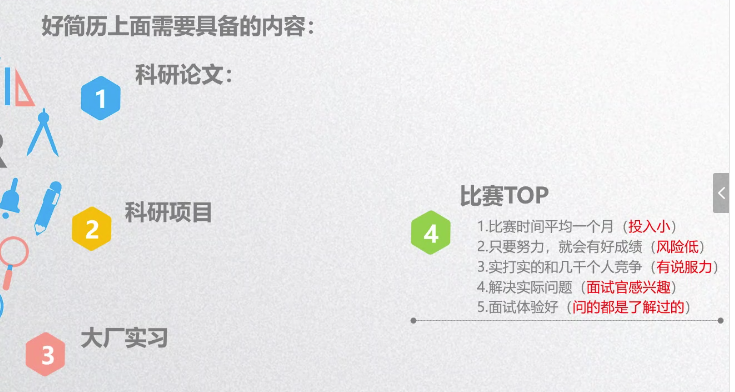 好简历上面需要具备的内容：
1
科研论文：
2
科研项目
3
大厂实习
4
比赛TOP
1.比赛时间平均一个月（投入小）
2.只要努力，就会有好成绩（风险低）
3.实打实的和几千个人竞争（有说服力）
4.解决实际问题（面试官感兴趣）
5.面试体验好（问的都是了解过的）